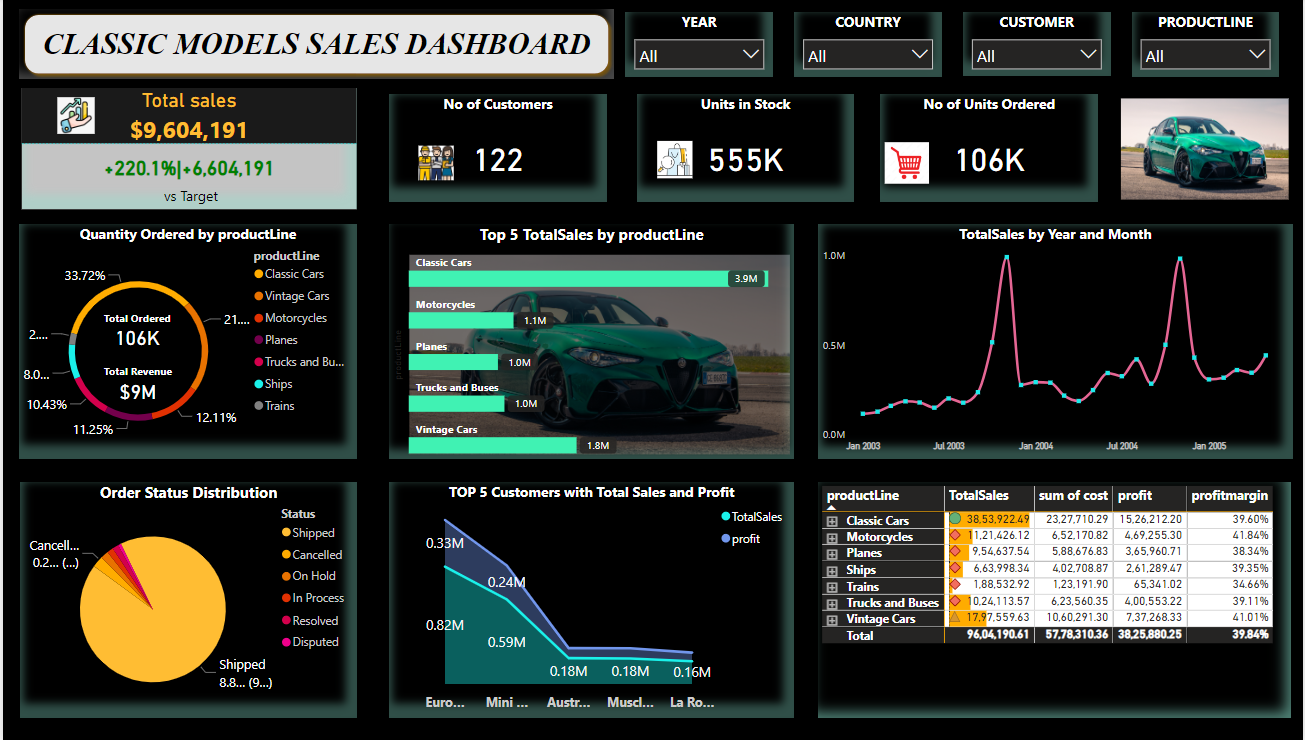 CLASSIC MODELS SALES DASHBOARD
YEAR
All
COUNTRY
All
CUSTOMER
All
PRODUCTLINE
All
Total sales
$9,604,191
+220.1%|+6,604,191
vs Target
No of Customers
122
Units in Stock
555K
No of Units Ordered
106K
Quantity Ordered by productLine
33.72%
21....
12.11%
11.25%
10.43%
8.0...
2....
Total Ordered
106K
Total Revenue
$9M
productLine
Classic Cars
Vintage Cars
Motorcycles
Planes
Trucks and Bu...
Ships
Trains
Top 5 TotalSales by productLine
productLine
Classic Cars
3.9M
Motorcycles
1.1M
Planes
1.0M
Trucks and Buses
1.0M
Vintage Cars
1.8M
TotalSales by Year and Month
1.0M
0.5M
0.0M
Jan 2003
Jul 2003
Jan 2004
Jul 2004
Jan 2005
Order Status Distribution
Cancell...
0.2... (...)
Shipped
8.8... (9...)
Status
Shipped
Cancelled
On Hold
In Process
Resolved
Disputed
TOP 5 Customers with Total Sales and Profit
TotalSales
profit
0.33M
0.24M
0.82M
0.59M
0.18M
0.18M
0.16M
Euro...
Mini ...
Austr...
Muscl...
La Ro...
productLine TotalSales sum of cost profit profitmargin
Classic Cars 38,53,922.49 23,27,710.29 15,26,212.20 39.60%
Motorcycles 11,21,426.12 6,52,170.82 4,69,255.30 41.84%
Planes 9,54,637.54 5,88,676.83 3,65,960.71 38.34%
Ships 6,63,998.34 4,02,708.87 2,61,289.47 39.35%
Trains 1,88,532.92 1,23,191.90 65,341.02 34.66%
Trucks and Buses 10,24,113.57 6,23,560.35 4,00,553.22 39.11%
Vintage Cars 17,97,559.63 10,60,291.30 7,37,268.33 41.01%
Total 96,04,190.61 57,78,310.36 38,25,880.25 39.84%